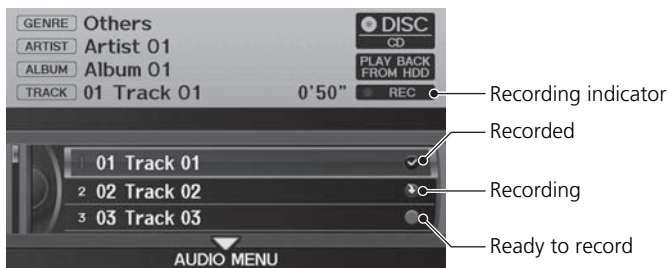 GENRE Others
DISC
ARTIST Artist 01
CD
ALBUM Album 01
PLAY BACK
FROM HDD
TRACK 01 Track 01 0'50" REC
Recording indicator
1 01 Track 01
Recorded
2 02 Track 02
Recording
3 03 Track 03
Ready to record
AUDIO MENU